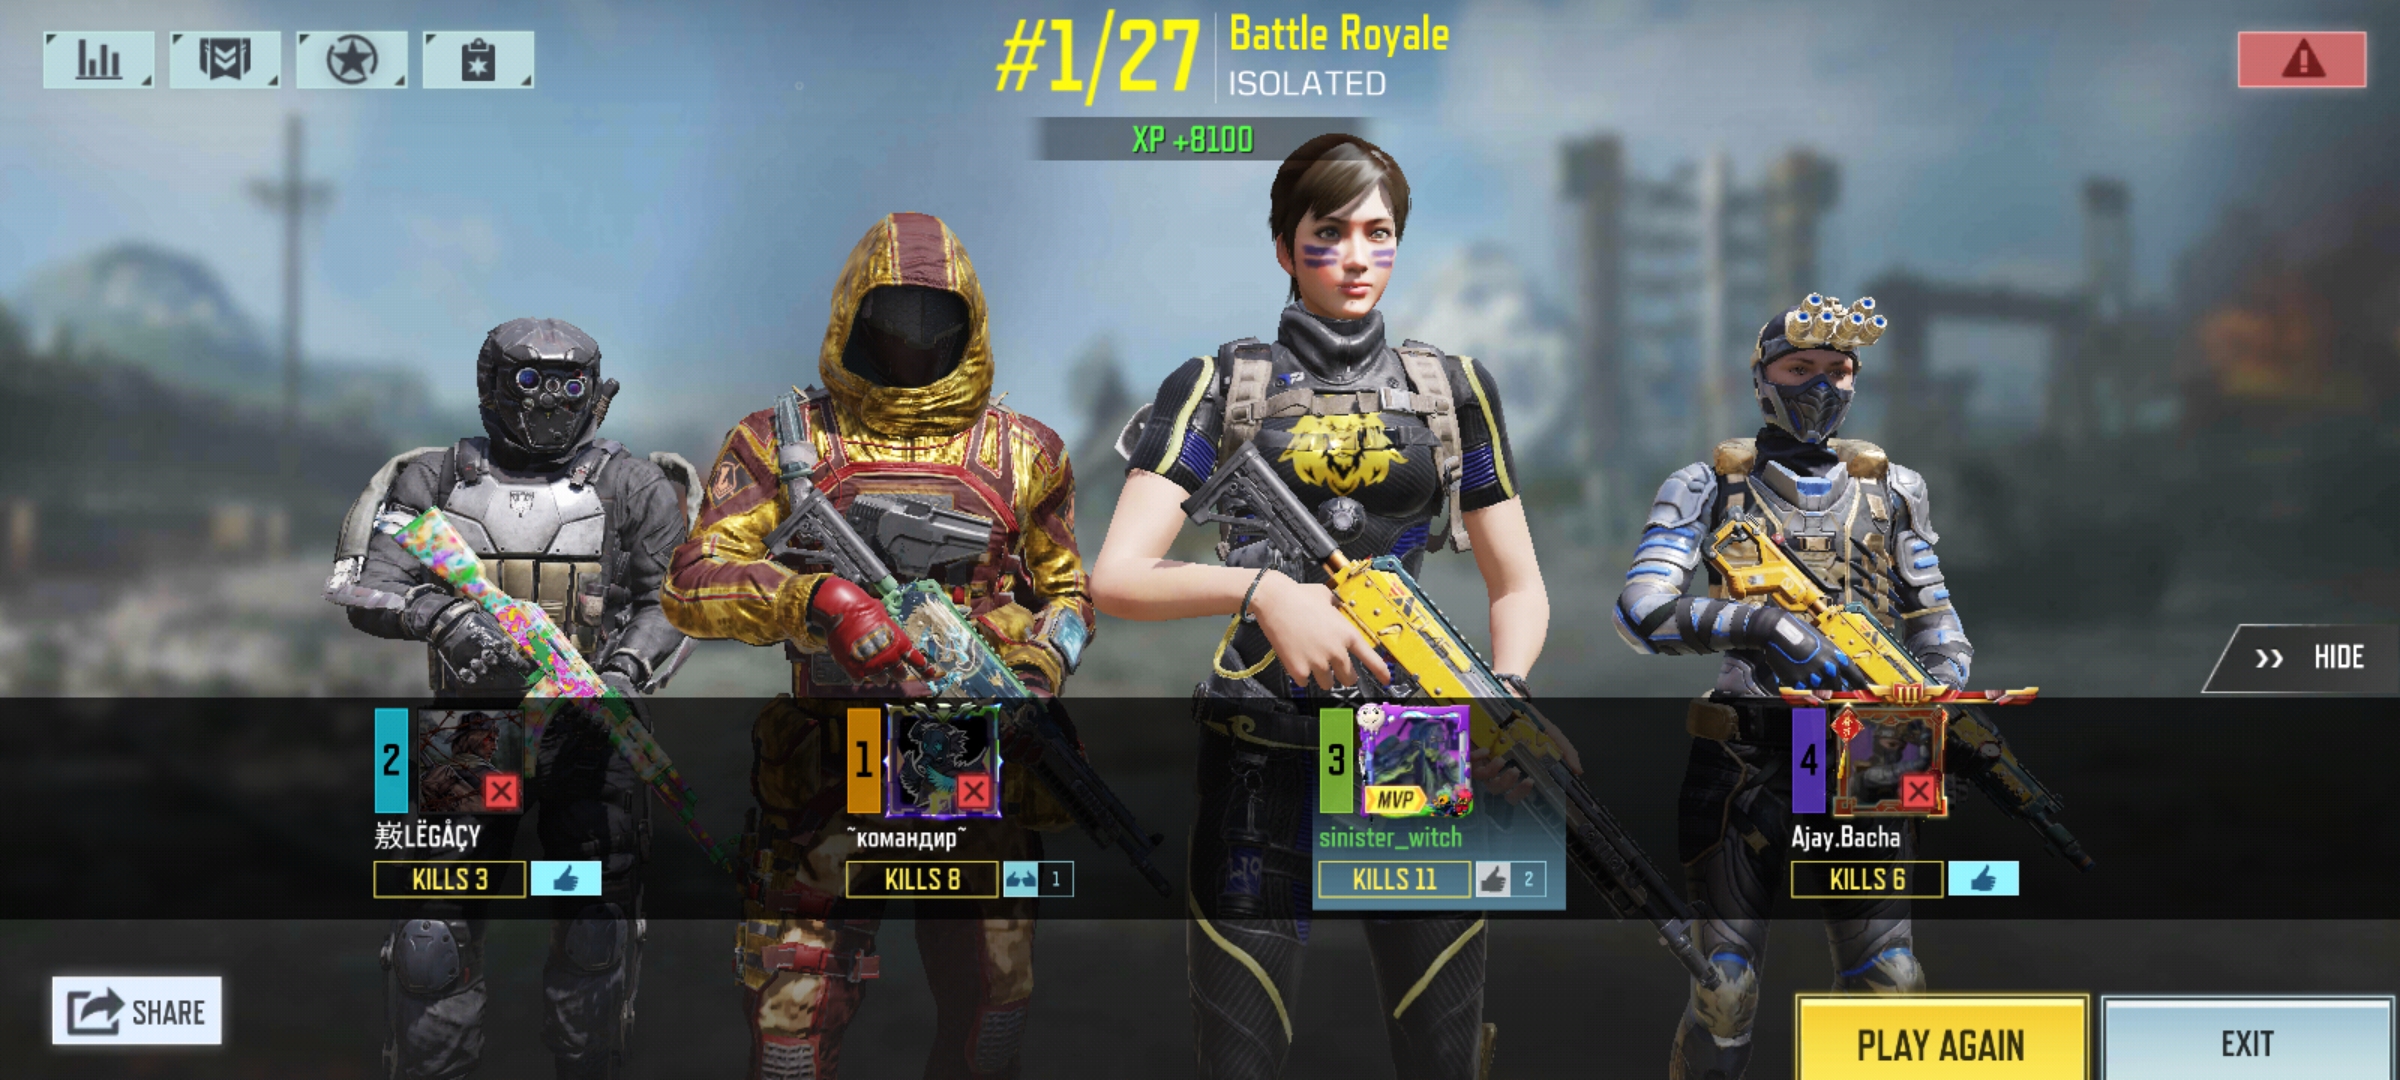 #1/27
Battle Royale
ISOLATED
XP +8100
HIDE
2
LËGÅÇY
KILLS 3
1
~командир~
KILLS 8
1
3
MVP
sinister_witch
KILLS 11
2
4
Ajay.Bacha
KILLS 6
SHARE
PLAY AGAIN
EXIT